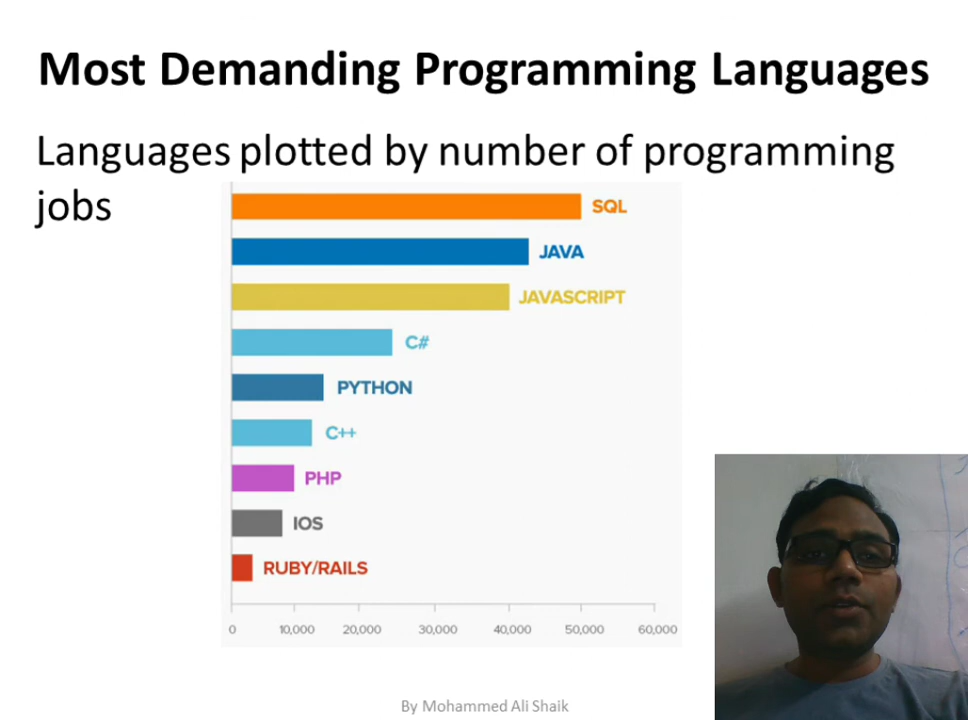 Most Demanding Programming Languages
Languages plotted by number of programming
jobs
SQL
JAVA
JAVASCRIPT
C#
PYTHON
C++
PHP
IOS
RUBY/RAILS
0 10,000 20,000 30,000 40,000 50,000 60,000
By Mohammed Ali Shaik